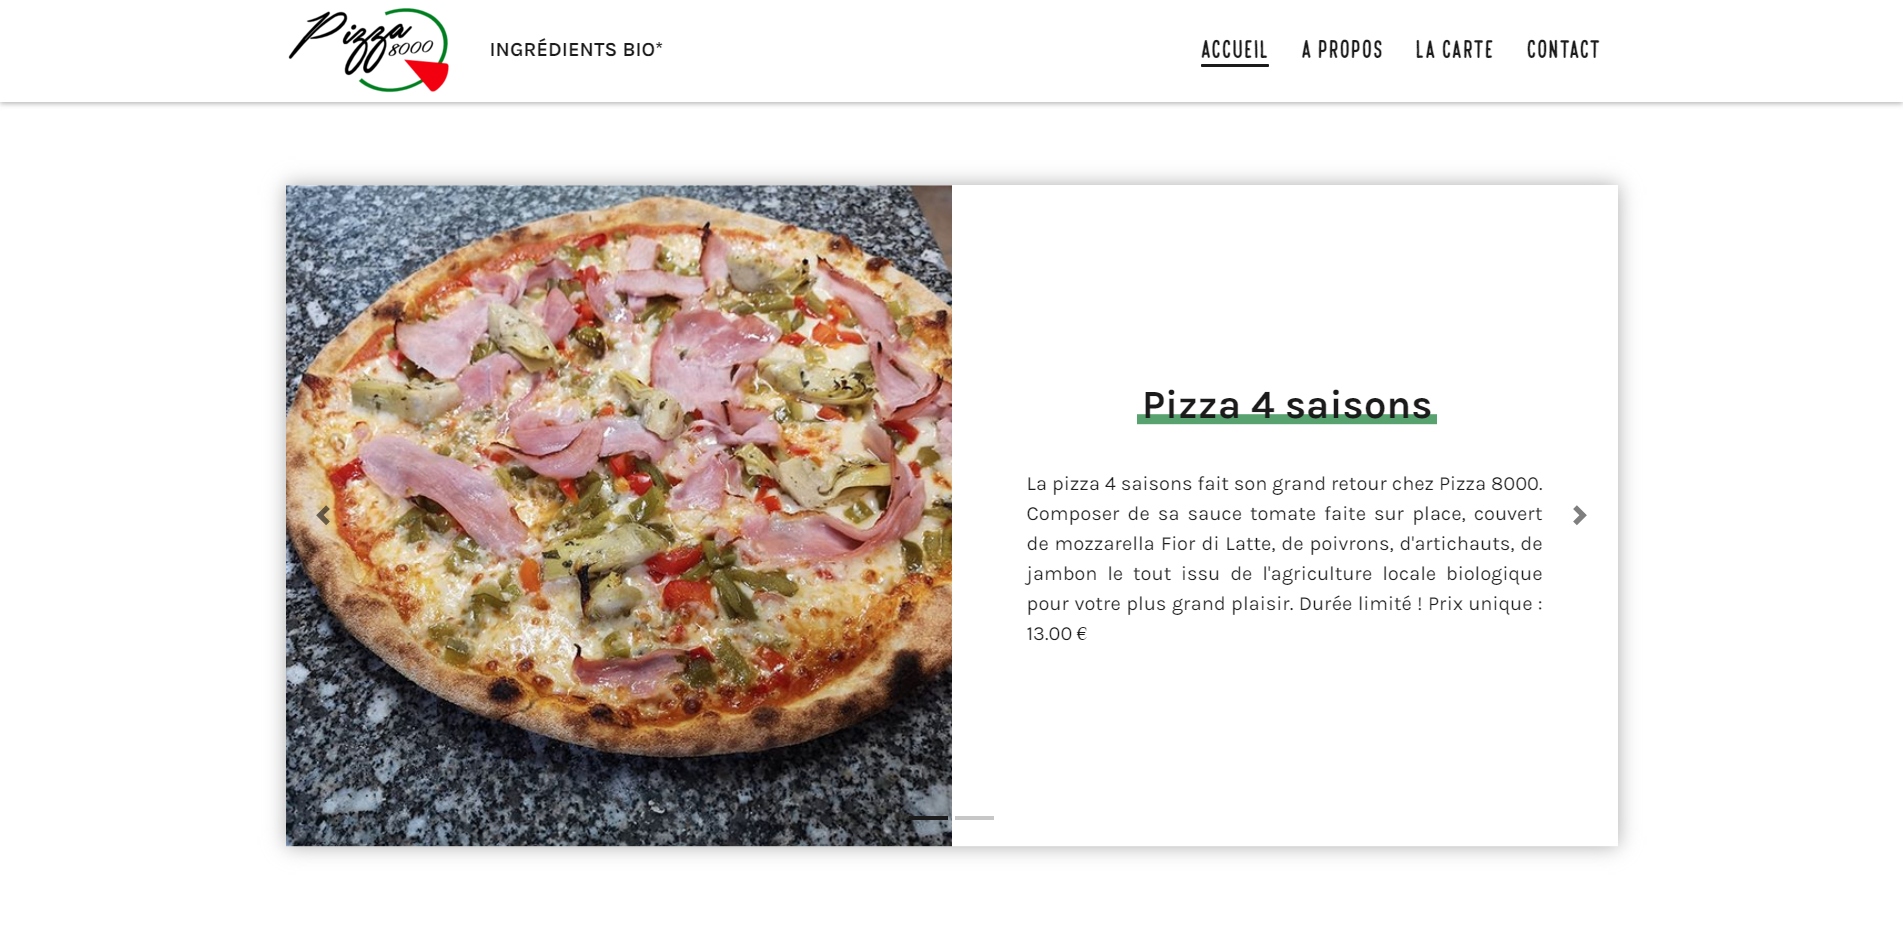 Pizza
8000
INGRÉDIENTS BIO*
ACCUEIL
A PROPOS
LA CARTE
CONTACT
Pizza 4 saisons
La pizza 4 saisons fait son grand retour chez Pizza 8000.
Composer de sa sauce tomate faite sur place, couvert
de mozzarella Fior di Latte, de poivrons, d'artichauts, de
jambon le tout issu de l'agriculture locale biologique
pour votre plus grand plaisir. Durée limité ! Prix unique :
13.00 €